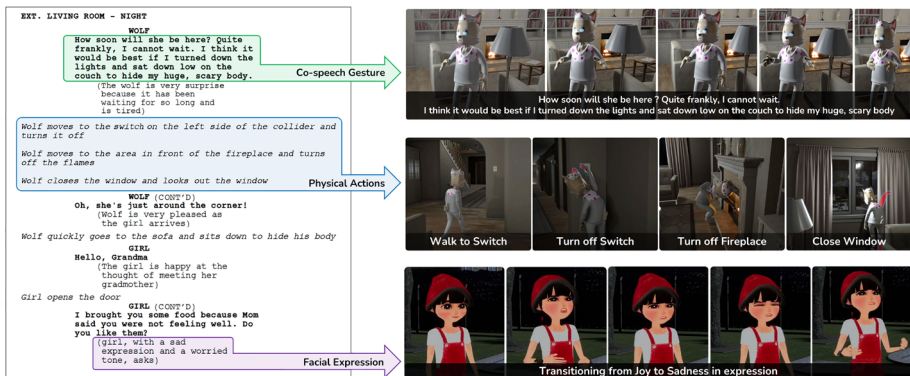 EXT. LIVING ROOM – NIGHT
WOLF
How soon will she be here? Quite
frankly, I cannot wait. I think it
would be best if I turned down the
lights and sat down low on the
couch to hide my huge, scary body.
(The wolf is very surprise
because it has been
waiting for so long and
is tired)
Wolf moves to the switch on the left side of the collider and
turns it off
Wolf moves to the area in front of the fireplace and turns
off the flames
Wolf closes the window and looks out the window
WOLF (CONT'D)
Oh, she's just around the corner!
(Wolf is very pleased as
the girl arrives)
Wolf quickly goes to the sofa and sits down to hide his body
GIRL
Hello, Grandma
(The girl is happy at the
thought of meeting her
gradmother)
Girl opens the door
GIRL (CONT'D)
I brought you some food because Mom
said you were not feeling well. Do
you like them?
(girl, with a sad
expression and a worried
tone, asks)
Co-speech Gesture
Physical Actions
Facial Expression
How soon will she be here ? Quite frankly, I cannot wait.
I think it would be best if I turned down the lights and sat down low on the couch to hide my huge, scary body
Walk to Switch
Turn off Switch
Turn off Fireplace
Close Window
Transitioning from Joy to Sadness in expression